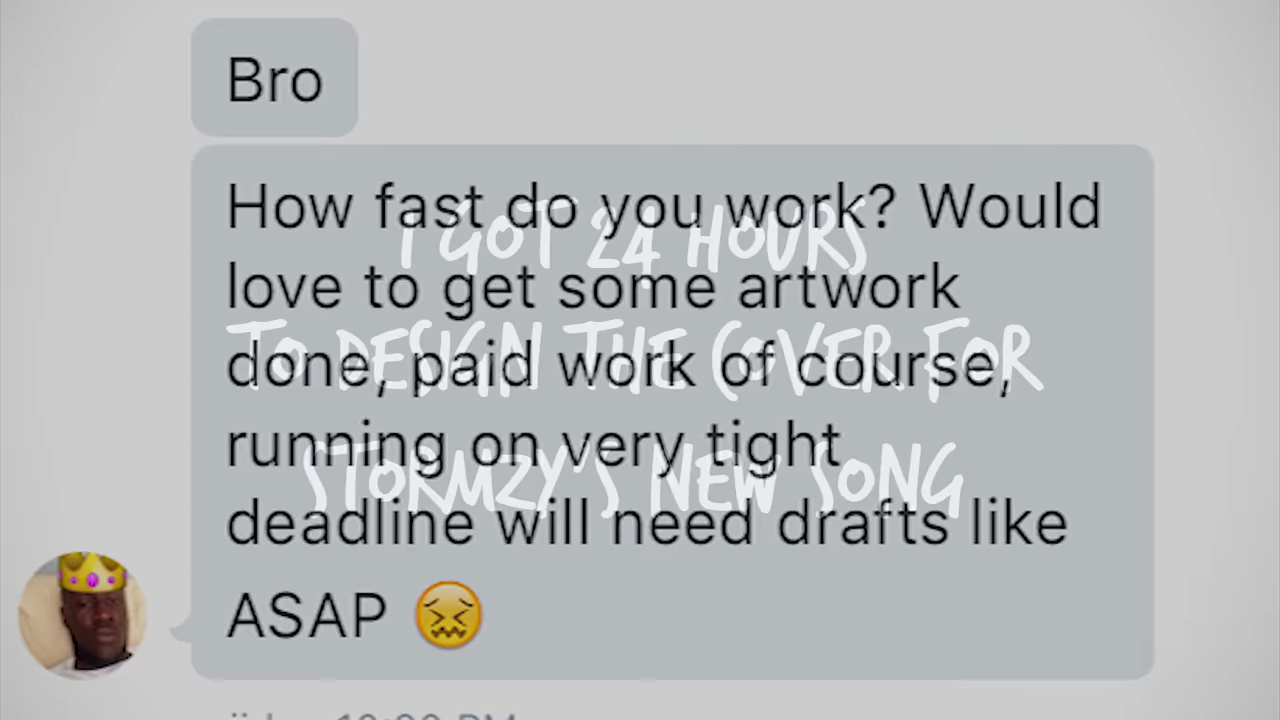 Bro
How fast do you work? Would
love to get some artwork
done, paid work of course,
running on very tight
deadline will need drafts like
ASAP 😖
I GOT 24 HOURS
TO DESIGN THE COVER FOR
STORMZY'S NEW SONG